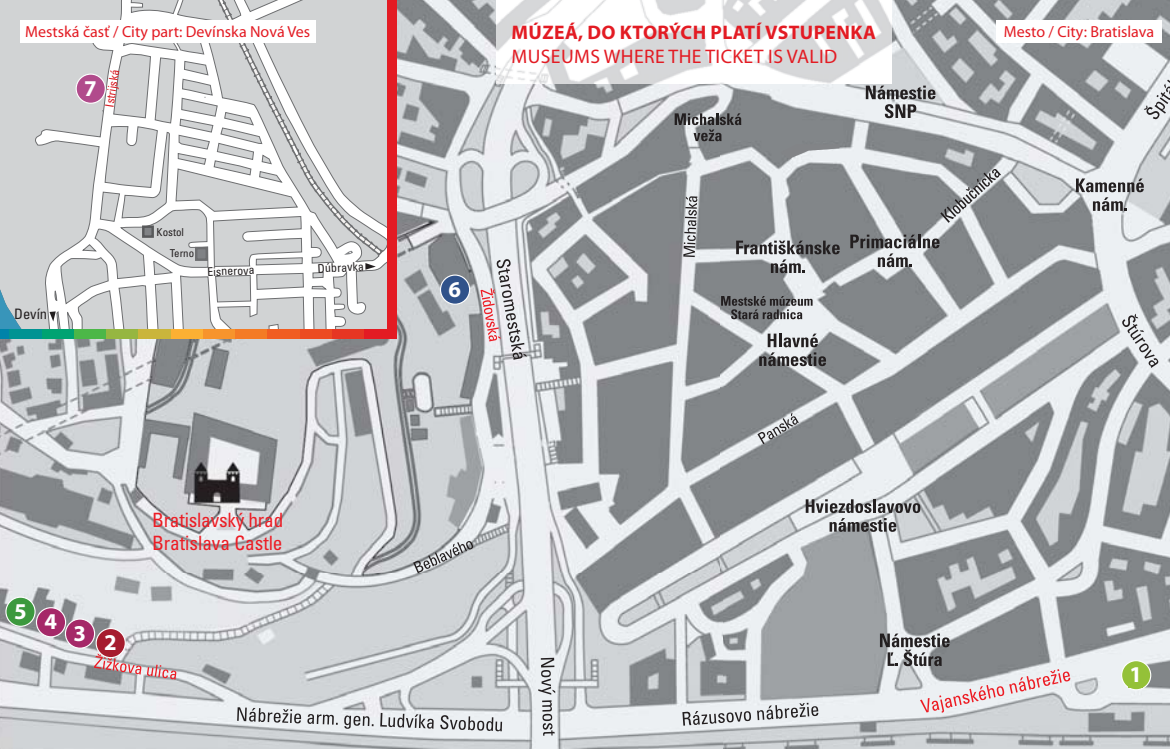 Mestská časť / City part: Devínska Nová Ves
MÚZEÁ, DO KTORÝCH PLATÍ VSTUPENKA
MUSEUMS WHERE THE TICKET IS VALID
Mesto / City: Bratislava
7
Istrijská
Kostol
Terno
Eisnerova
Dúbravka
Devín
Námestie
SNP
Michalská
veža
Kamenné
nám.
Klobučnícka
Michalská
Františkánske
nám.
Primaciálne
nám.
6
Židovská
Staromestská
Mestské múzeum
Stará radnica
Hlavné
námestie
Štúrova
Panská
Bratislavský hrad
Bratislava Castle
Beblavého
Hviezdoslavovo
námestie
5
4
3
2
Žižkova ulica
Námestie
Ľ. Štúra
1
Vajanského nábrežie
Nový most
Nábrežie arm. gen. Ludvíka Svobodu
Rázusovo nábrežie